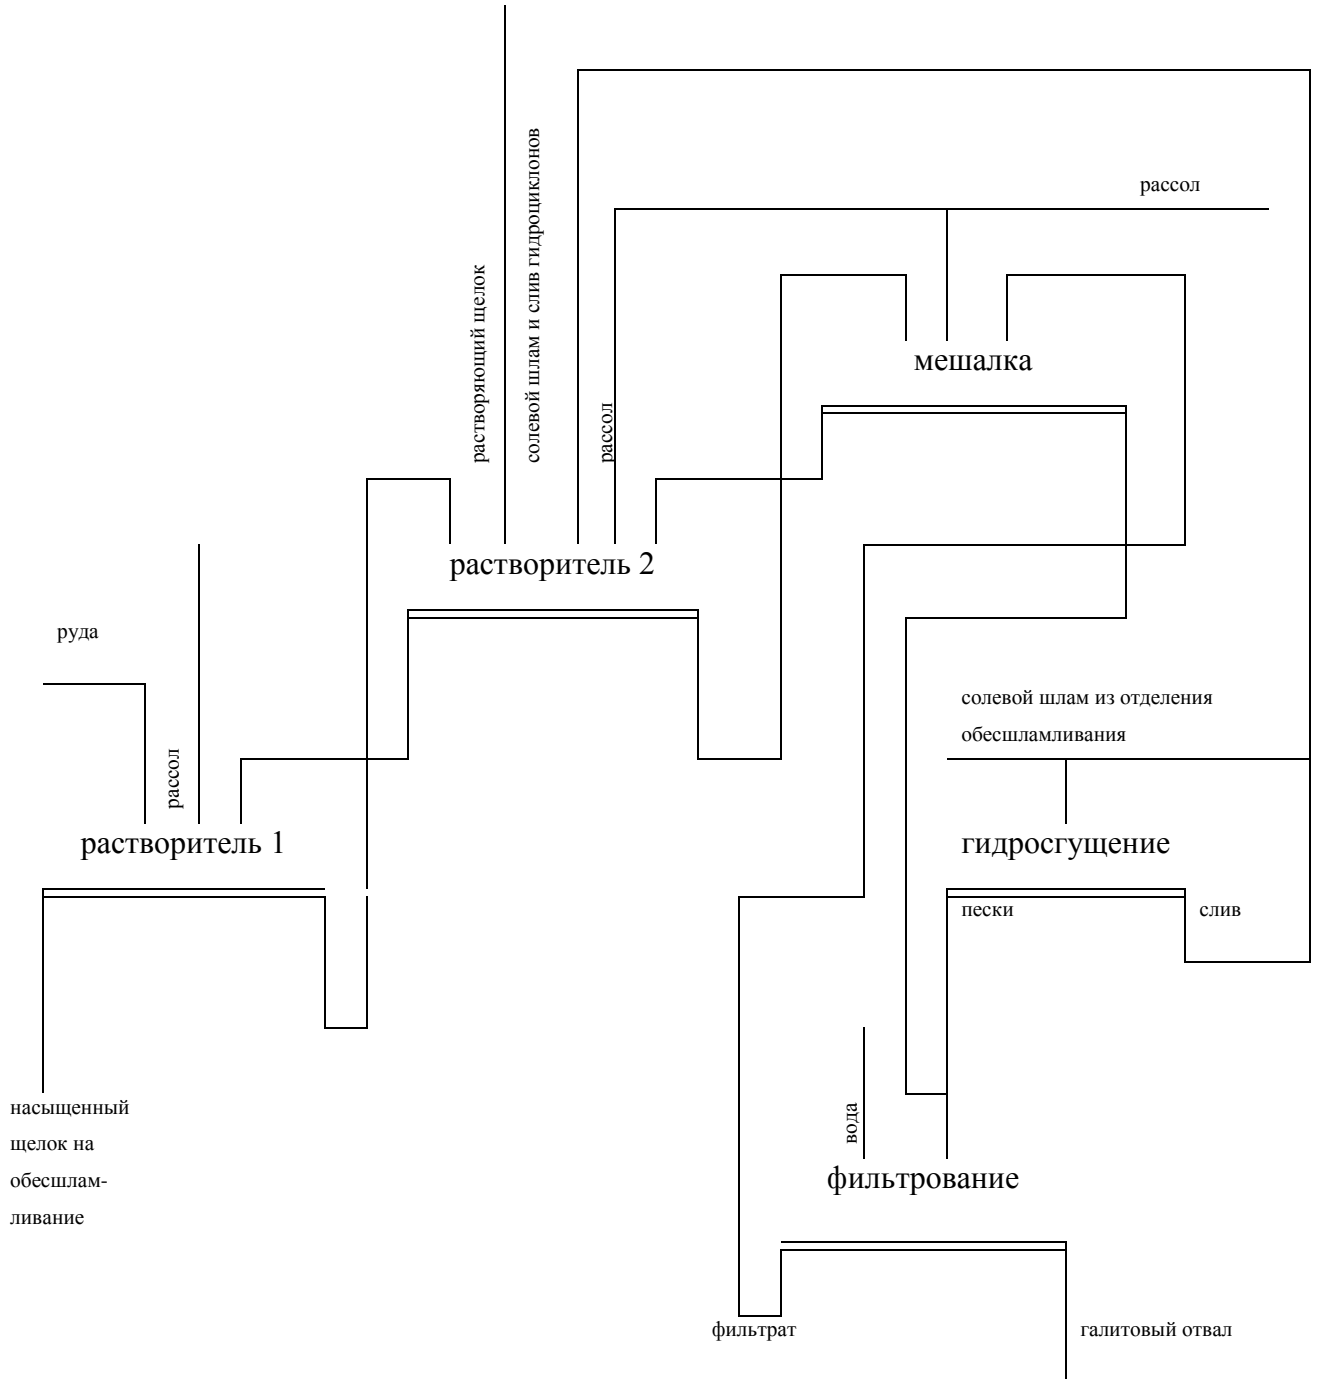 рассол
растворяющий щелок
солевой шлам и слив гидроциклонов
рассол
мешалка
растворитель 2
руда
рассол
солевой шлам из отделения
обесшламливания
растворитель 1
гидросгущение
пески
слив
насыщенный
щелок на
обесшлам-
ливание
вода
фильтрование
фильтрат
галитовый отвал